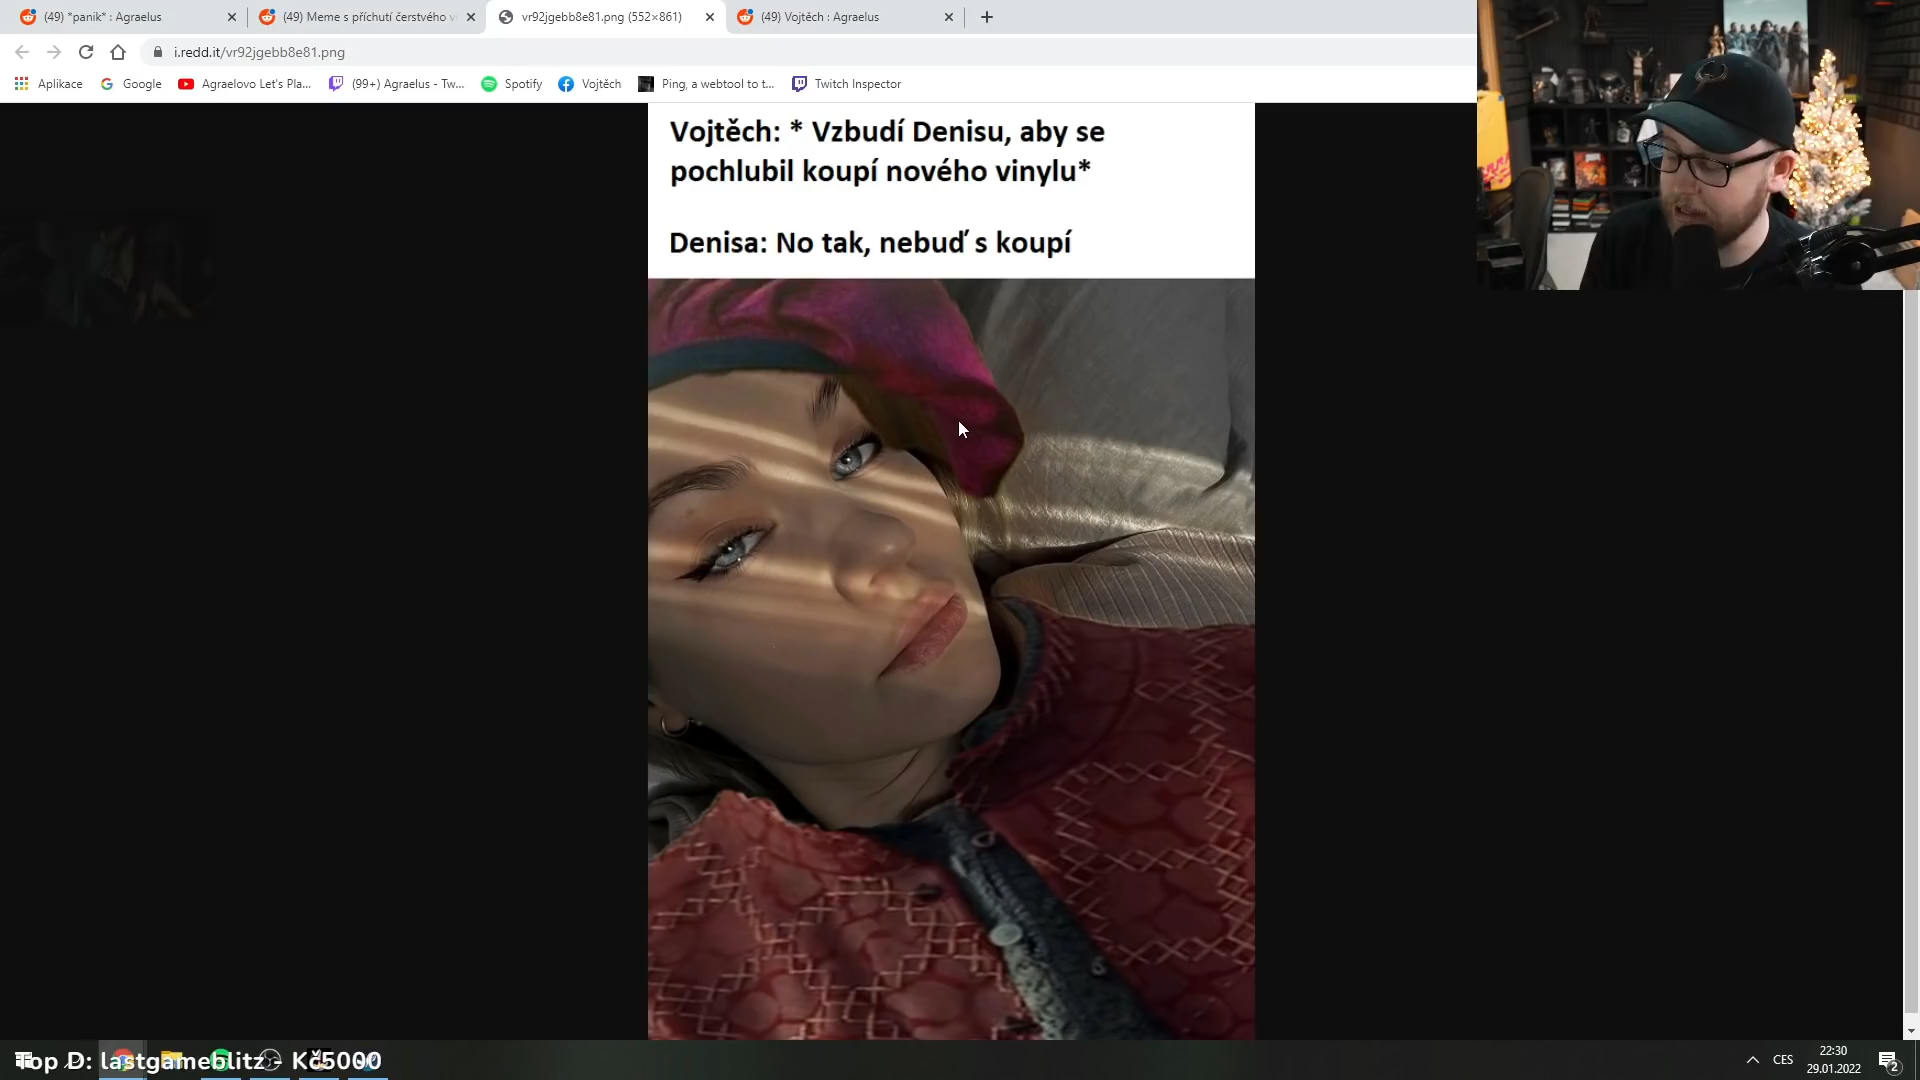 (49) *panik* : Agraelus
(49) Meme s příchutí čerstvého v
vr92jgebb8e81.png (552×861)
(49) Vojtěch : Agraelus
i.redd.it/vr92jgebb8e81.png
Aplikace
Google
Agraelovo Let's Pla...
(99+) Agraelus - Tw...
Spotify
Vojtěch
Ping, a webtool to t...
Twitch Inspector
Vojtěch: * Vzbudí Denisu, aby se
pochlubil koupí nového vinylu*
Denisa: No tak, nebuď s koupí
Top D: lastgameblitz - Kč5000
CES
22:30
29.01.2022
2